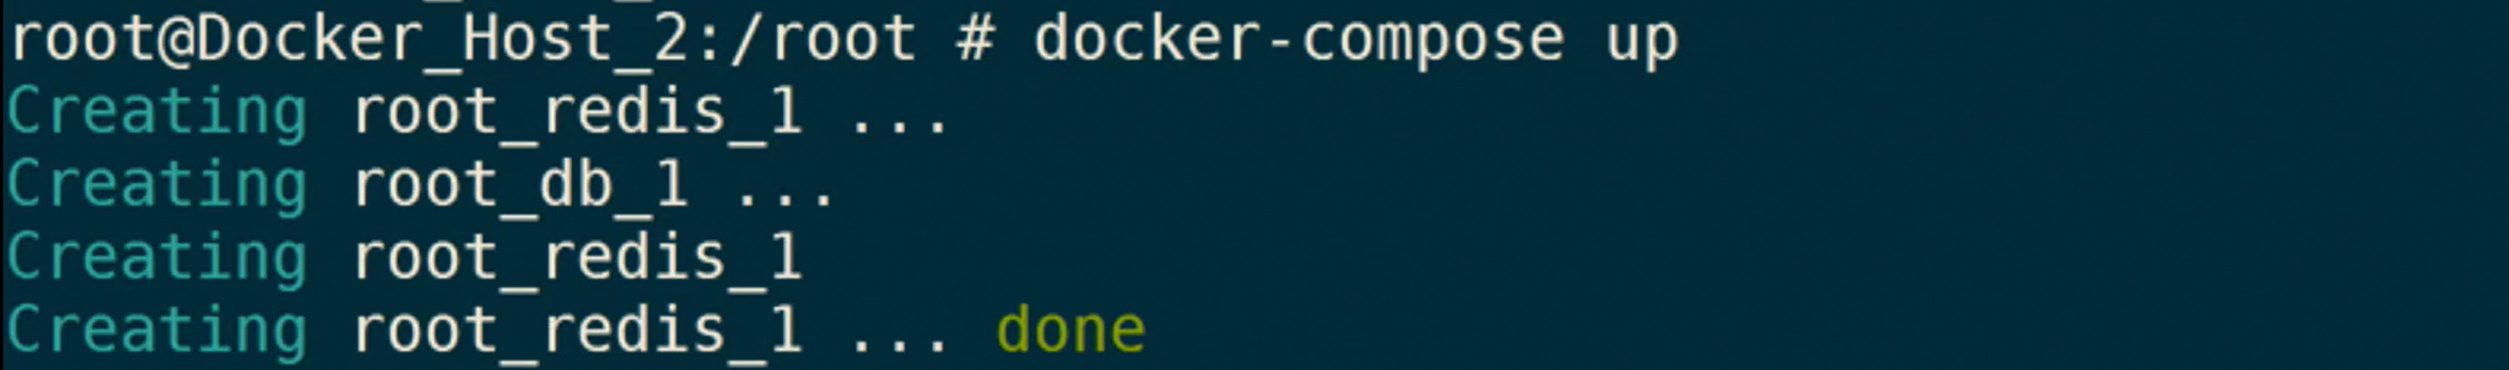 root@Docker_Host_2:/root # docker-compose up
Creating root_redis_1 ...
Creating root_db_1 ...
Creating root_redis_1
Creating root_redis_1 ... done